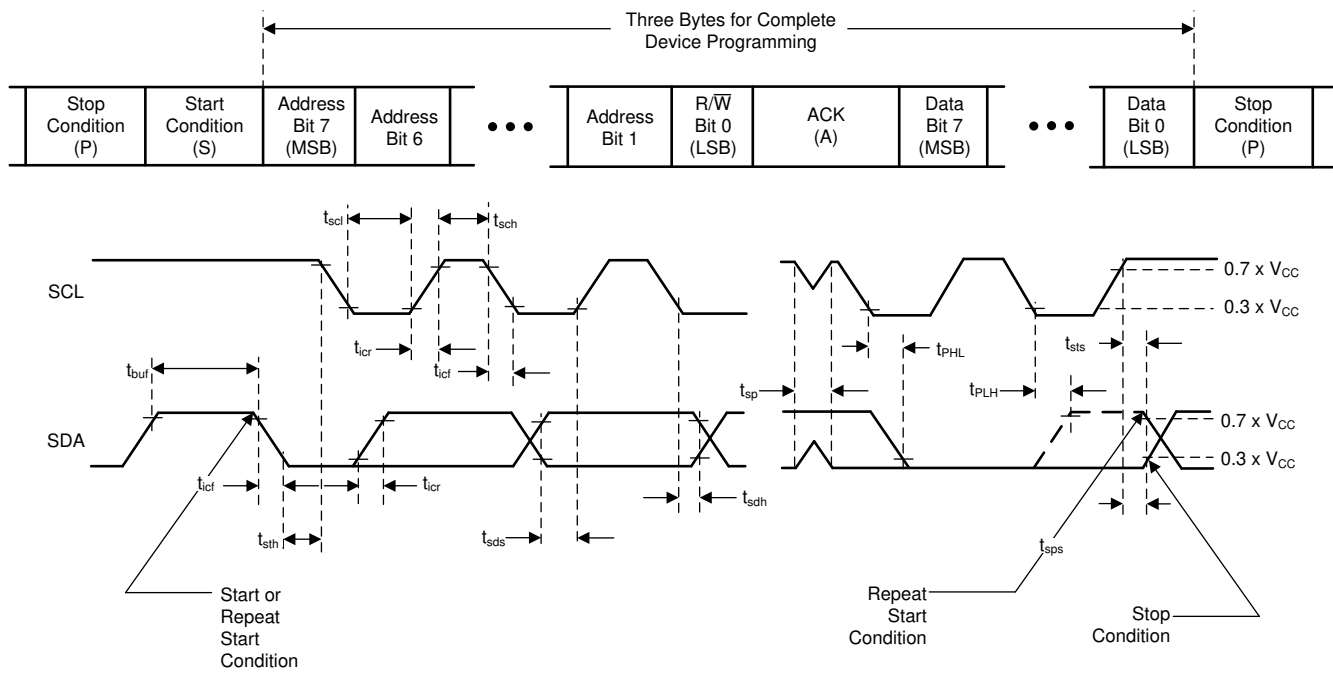 Three Bytes for Complete
Device Programming
Stop
Condition
(P)
Start
Condition
(S)
Address
Bit 7
(MSB)
Address
Bit 6
•••
Address
Bit 1
R/W̅
Bit 0
(LSB)
ACK
(A)
Data
Bit 7
(MSB)
•••
Data
Bit 0
(LSB)
Stop
Condition
(P)
tscl
tsch
SCL
0.7 x VCC
0.3 x VCC
ticr
ticf
tbuf
tPHL
tsts
tsp
tPLH
SDA
0.7 x VCC
0.3 x VCC
ticf
ticr
tsdh
tsth
tsds
tsps
Start or
Repeat
Start
Condition
Repeat
Start
Condition
Stop
Condition